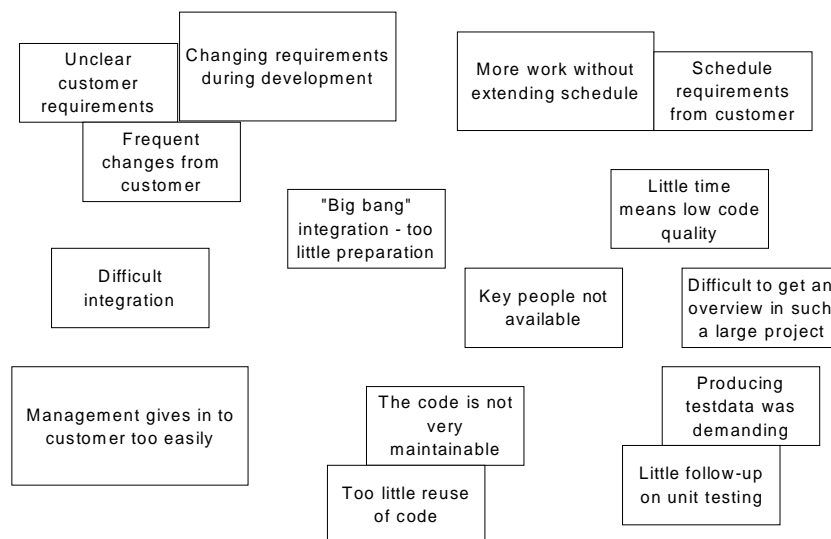 Unclear
customer
requirements
Changing requirements
during development
Frequent
changes from
customer
More work without
extending schedule
Schedule
requirements
from customer
"Big bang"
integration - too
little preparation
Little time
means low code
quality
Difficult
integration
Key people not
available
Difficult to get an
overview in such
a large project
Management gives in to
customer too easily
The code is not
very
maintainable
Too little reuse
of code
Producing
testdata was
demanding
Little follow-up
on unit testing